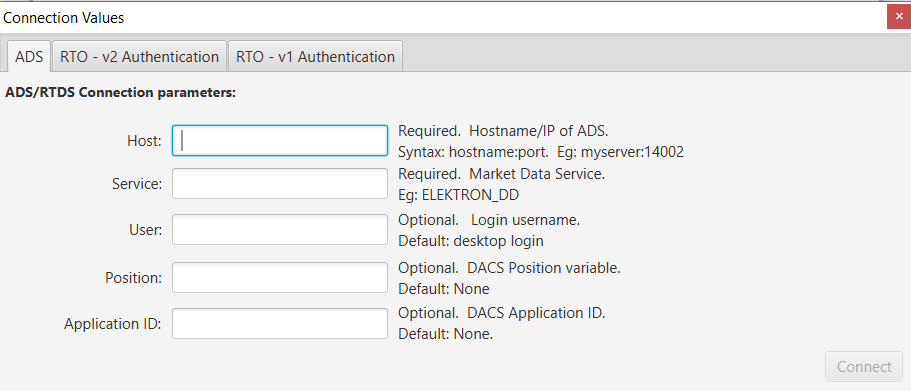 Connection Values
ADS RTO - v2 Authentication RTO - v1 Authentication
ADS/RTDS Connection parameters:
Host:
Required. Hostname/IP of ADS.
Syntax: hostname:port. Eg: myserver:14002
Service:
Required. Market Data Service.
Eg: ELEKTRON_DD
User:
Optional. Login username.
Default: desktop login
Position:
Optional. DACS Position variable.
Default: None
Application ID:
Optional. DACS Application ID.
Default: None.
Connect